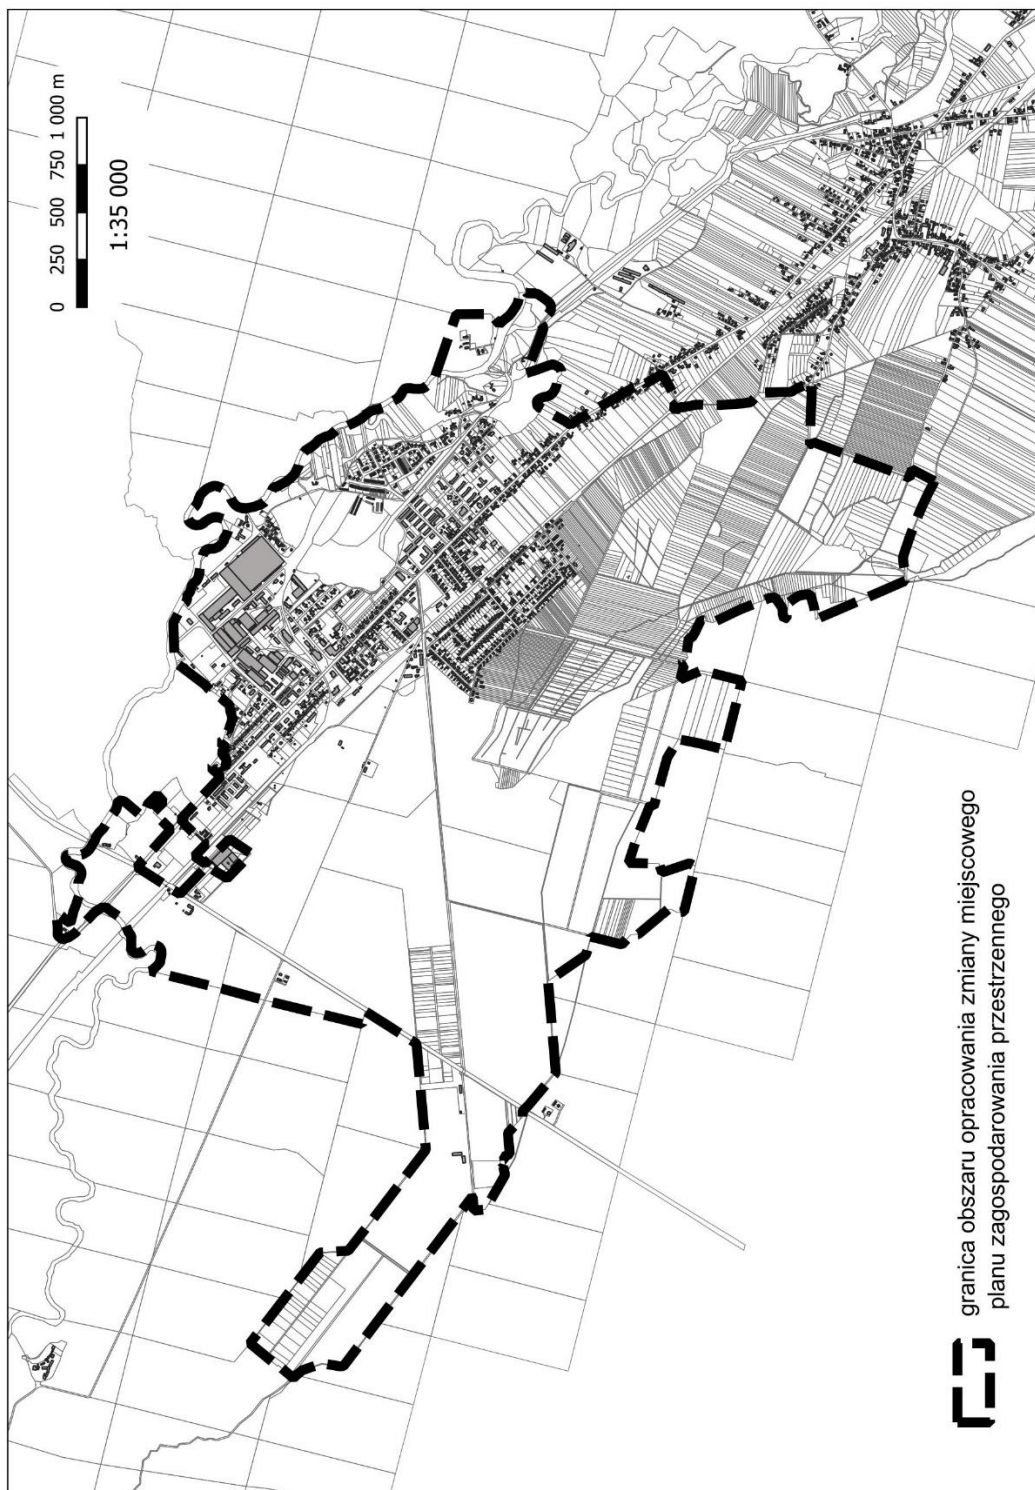 0 250 500 750 1 000 m
1:35 000
granica obszaru opracowania zmiany miejscowego
planu zagospodarowania przestrzennego